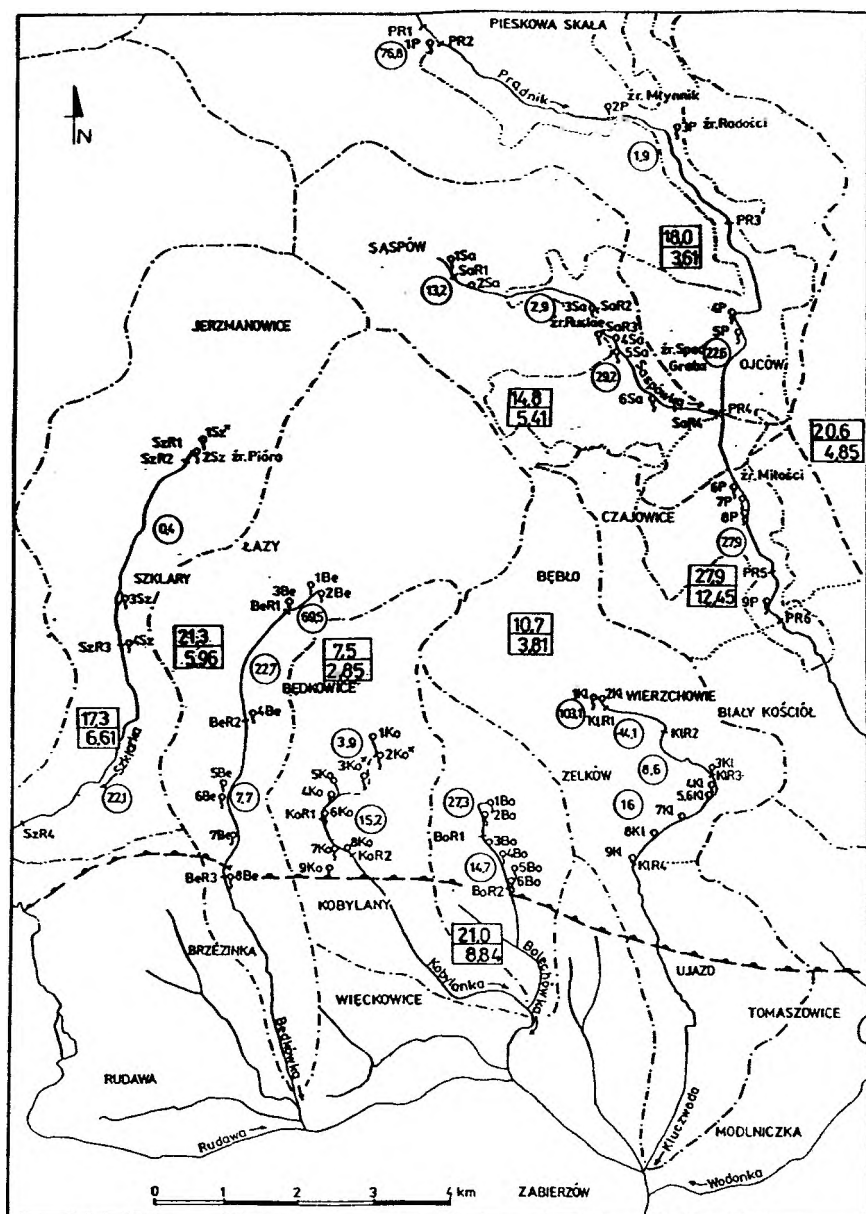 PIESKOWA SKAŁA
PR1
1P
PR2
76,8
Prądnik
źr. Młynnik
2P
3P
źr. Radości
N
1,9
PR3
18,0
3,61
SĄSPÓW
1Sa
SaR1
2Sa
13,2
2,9
3Sa
SaR2
źr. Ruskie
SaR3
4Sa
5Sa
29,2
4P
5P
22,6
OJCÓW
JERZMANOWICE
Sąspówka
14,8
5,41
6Sa
SaR4
PR4
20,6
4,85
1Sz*
SzR1
SzR2
2Sz
źr. Pióro
źr. Miłości
6P
7P
8P
CZAJOWICE
27,9
0,4
ŁAZY
BĘBŁO
SZKLARY
3Sz
1Be
3Be
2Be
BeR1
69,5
PR5
27,9
12,45
9P
PR6
SzR3
4Sz
21,3
5,96
7,5
2,85
10,7
3,81
22,7
BĘDKOWICE
17,3
6,61
BeR2
4Be
1Kl
2Kl
WIERZCHOWIE
103,1
KlR1
BIAŁY KOŚCIÓŁ
44,1
KlR2
Szklarka
3,9
1Ko
2Ko*
3Ko*
ZELKÓW
8,6
3Kl
KlR3
22,1
5Be
6Be
7,7
5Ko
4Ko
KoR1
6Ko
15,2
27,3
1Bo
2Bo
16
4Kl
5,6Kl
7Kl
8Kl
SzR4
7Be
7Ko
8Ko
KoR2
BoR1
3Bo
4Bo
14,7
5Bo
6Bo
BoR2
9Kl
KlR4
BeR3
8Be
9Ko
KOBYLANY
21,0
8,84
BRZEZINKA
Kobylanka
Bolechówka
UJAZD
WIĘCKOWICE
TOMASZOWICE
Będkówka
RUDAWA
Rudawa
Kluczwoda
MODLNICZKA
Wodonka
0 1 2 3 4 km
ZABIERZÓW